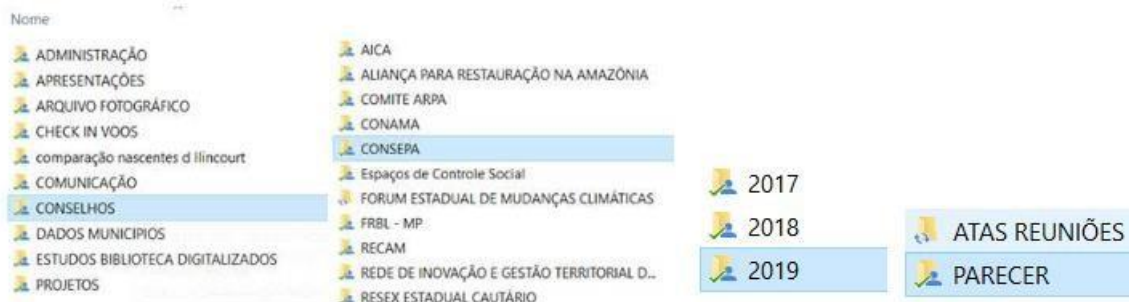 Nome
ADMINISTRAÇÃO
APRESENTAÇÕES
ARQUIVO FOTOGRÁFICO
CHECK IN VOOS
comparação nascentes d llincourt
COMUNICAÇÃO
CONSELHOS
DADOS MUNICIPIOS
ESTUDOS BIBLIOTECA DIGITALIZADOS
PROJETOS
AICA
ALIANÇA PARA RESTAURAÇÃO NA AMAZÔNIA
COMITE ARPA
CONAMA
CONSEPA
Espaços de Controle Social
FORUM ESTADUAL DE MUDANÇAS CLIMÁTICAS
FRBL - MP
RECAM
REDE DE INOVAÇÃO E GESTÃO TERRITORIAL D...
RESEX ESTADUAL CAUTÁRIO
2017
2018
2019
ATAS REUNIÕES
PARECER